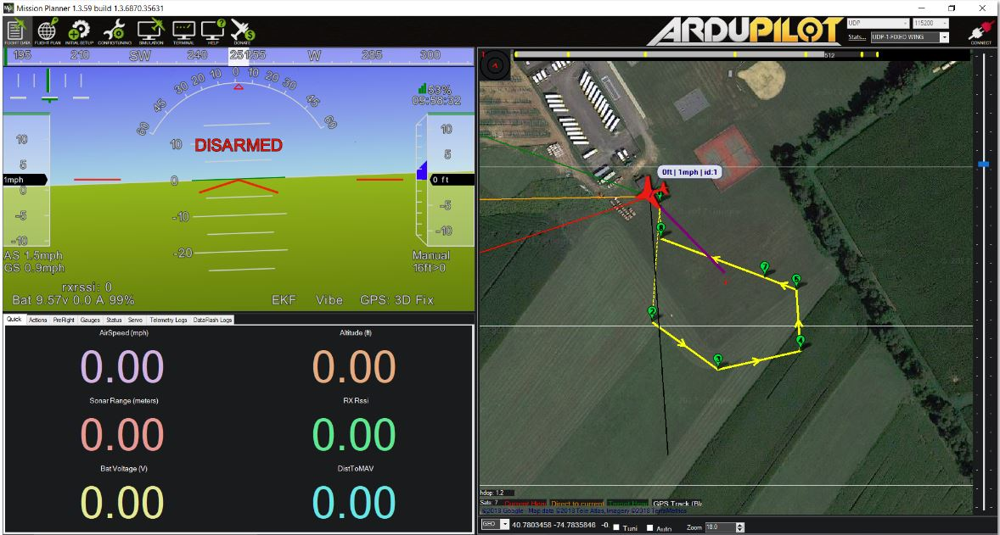 Mission Planner 1.3.59 build 1.3.6870.35631
FLIGHT DATA FLIGHT PLAN INITIAL SETUP CONFIG/TUNING SIMULATION TERMINAL HELP DONATE
ARDUPILOT
UDP 115200
Stats... UDP-1-FIXED WING
CONNECT
195 210 SW 240 251 255 W 285 300
60 45 30 20 10 0 10 20 30 45 60
58%
09:58:32
DISARMED
10
0
-10
-20
10
5
1mph
0
-5
-10
10
5
0 ft
-5
-10
AS 1.5mph
GS 0.9mph
Manual
16ft>0
rxrssi: 0
Bat 9.57v 0.0 A 99% EKF Vibe GPS: 3D Fix
Quick Actions PreFlight Gauges Status Servo Telemetry Logs DataFlash Logs
AirSpeed (mph) Altitude (ft)
0.00 0.00
Sonar Range (meters) RX Rssi
0.00 0.00
Bat Voltage (V) DistToMAV
0.00 0.00
512
0ft | 1mph | id:1
8
7
5
2
4
3
hdop: 1.2
Sats: 7 Current Head Direct to current Target Head GPS Track (Bla
©2018 Google - Map data ©2018 Tele Atlas, Imagery ©2018 TerraMetrics
GEO 40.7803458 -74.7835846 -0. Tuni Auto Zoom 18.0